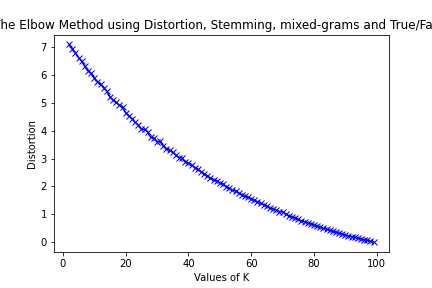 he Elbow Method using Distortion, Stemming, mixed-grams and True/Fa
7
6
5
4
3
2
1
0
Distortion
0 20 40 60 80 100
Values of K